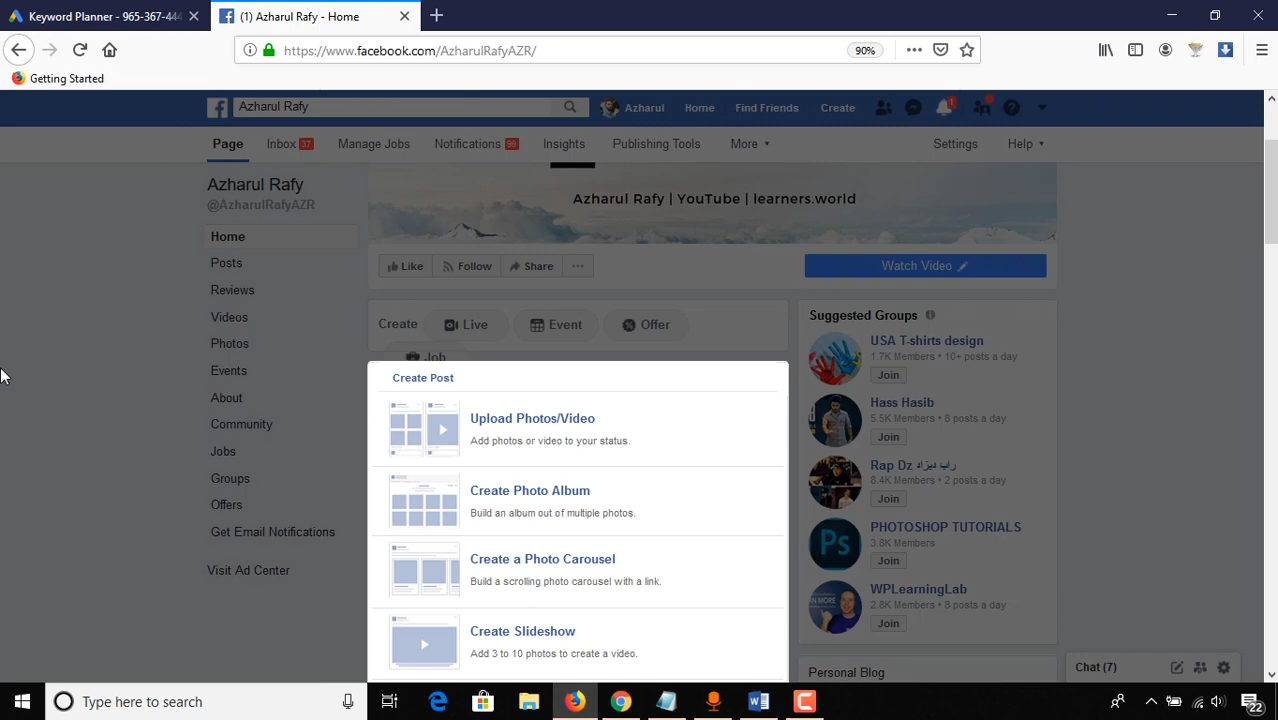 Keyword Planner - 965-367-444
(1) Azharul Rafy - Home
https://www.facebook.com/AzharulRafyAZR/
90%
Getting Started
Azharul Rafy
Azharul
Home
Find Friends
Create
1
Page
Inbox 37
Manage Jobs
Notifications 99
Insights
Publishing Tools
More
Settings
Help
Azharul Rafy
@AzharulRafyAZR
Home
Posts
Reviews
Videos
Photos
Events
About
Community
Jobs
Groups
Offers
Get Email Notifications
Visit Ad Center
Azharul Rafy | YouTube | learners.world
Like
Follow
Share
Watch Video
Create
Live
Event
Offer
Job
Create Post
Upload Photos/Video
Add photos or video to your status.
Create Photo Album
Build an album out of multiple photos.
Create a Photo Carousel
Build a scrolling photo carousel with a link.
Create Slideshow
Add 3 to 10 photos to create a video.
Suggested Groups
USA T-shirts design
1.7K Members • 10+ posts a day
Join
Hass Hasib
5.5K Members • 8 posts a day
Join
Rap Dz راب ديزاد
8.4K Members • 2 posts a day
Join
PHOTOSHOP TUTORIALS
3.8K Members
Join
WPLearningLab
2.8K Members • 8 posts a day
Join
Personal Blog
Chat (7)
Type here to search
22